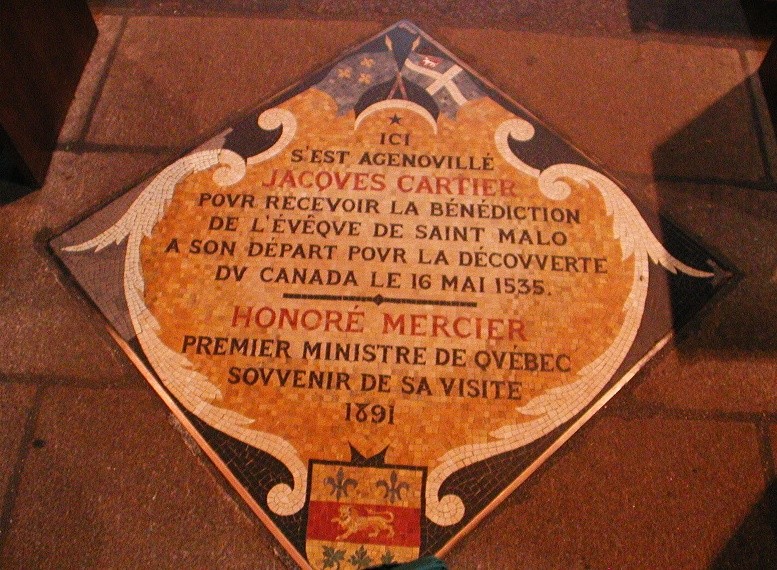 ICI
S'EST AGENOVILLÉ
JACQVES CARTIER
POVR RECEVOIR LA BÉNÉDICTION
DE L'ÉVÊQVE DE SAINT MALO
A SON DÉPART POVR LA DÉCOVVERTE
DV CANADA LE 16 MAI 1535.
HONORÉ MERCIER
PREMIER MINISTRE DE QVÉBEC
SOVVENIR DE SA VISITE
1891